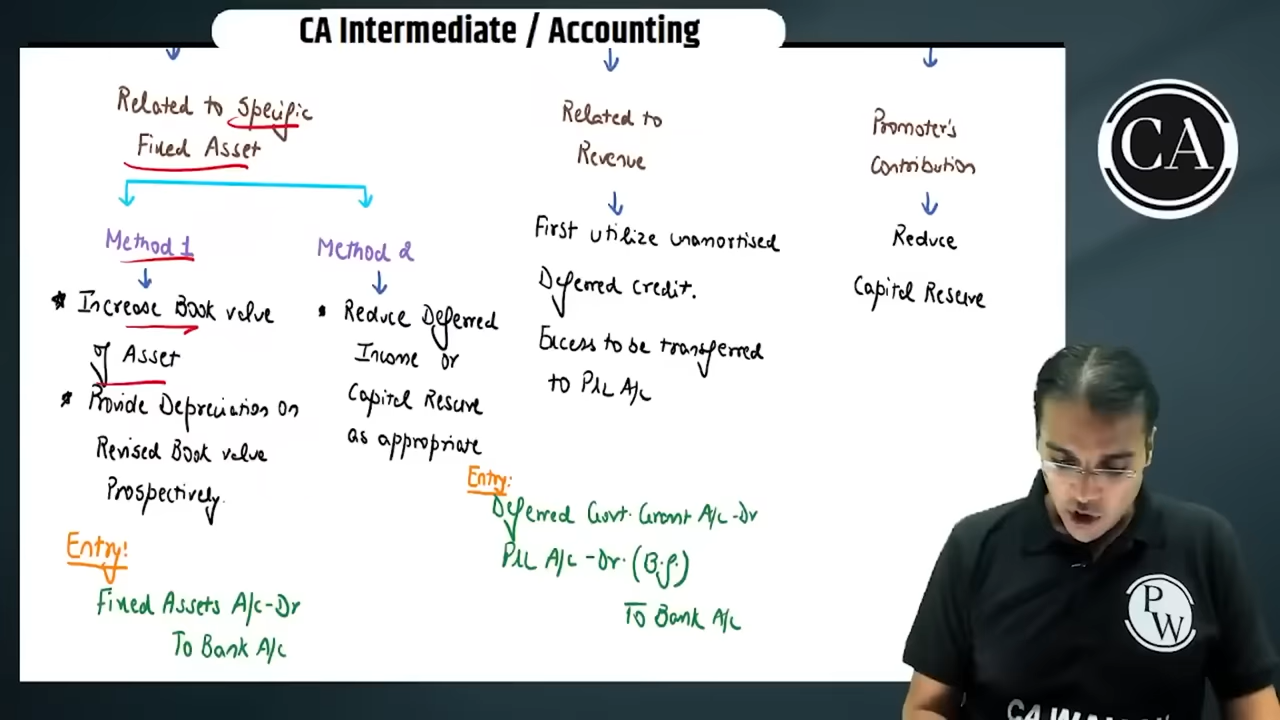 CA Intermediate / Accounting
CA
Related to Specific
Fixed Asset
Method 1
* Increase Book value
of Asset
* Provide Depreciation on
Revised Book value
Prospectively.
Entry:
Fixed Assets A/c-Dr
To Bank A/c
Method 2
• Reduce Deferred
Income or
Capital Reserve
as appropriate
Related to
Revenue
First utilize unamortised
Deferred credit.
Excess to be transferred
to P&L A/c
Entry:
Deferred Govt. Grant A/c-Dr
P&L A/c-Dr. (B.f.)
To Bank A/c
Promoter's
Contribution
Reduce
Capital Reserve
P
W